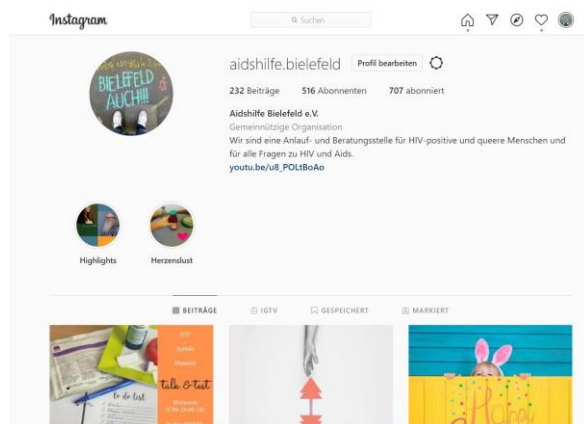 Instagram
Suchen
BIELEFELD
AUCH!!!
aidshilfe.bielefeld Profil bearbeiten
232 Beiträge 516 Abonnenten 707 abonniert
Aidshilfe Bielefeld e.V.
Gemeinnützige Organisation
Wir sind eine Anlauf- und Beratungsstelle für HIV-positive und queere Menschen und
für alle Fragen zu HIV und Aids.
youtu.be/u8_POLtBoAo
Highlights Herzenslust
BEITRÄGE IGTV GESPEICHERT MARKIERT
talk & test
to do list
Happy